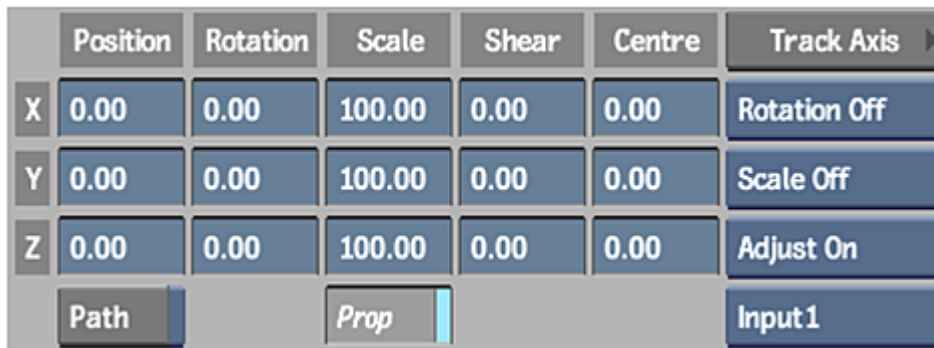 Position Rotation Scale Shear Centre Track Axis
X 0.00 0.00 100.00 0.00 0.00 Rotation Off
Y 0.00 0.00 100.00 0.00 0.00 Scale Off
Z 0.00 0.00 100.00 0.00 0.00 Adjust On
Path Prop Input1